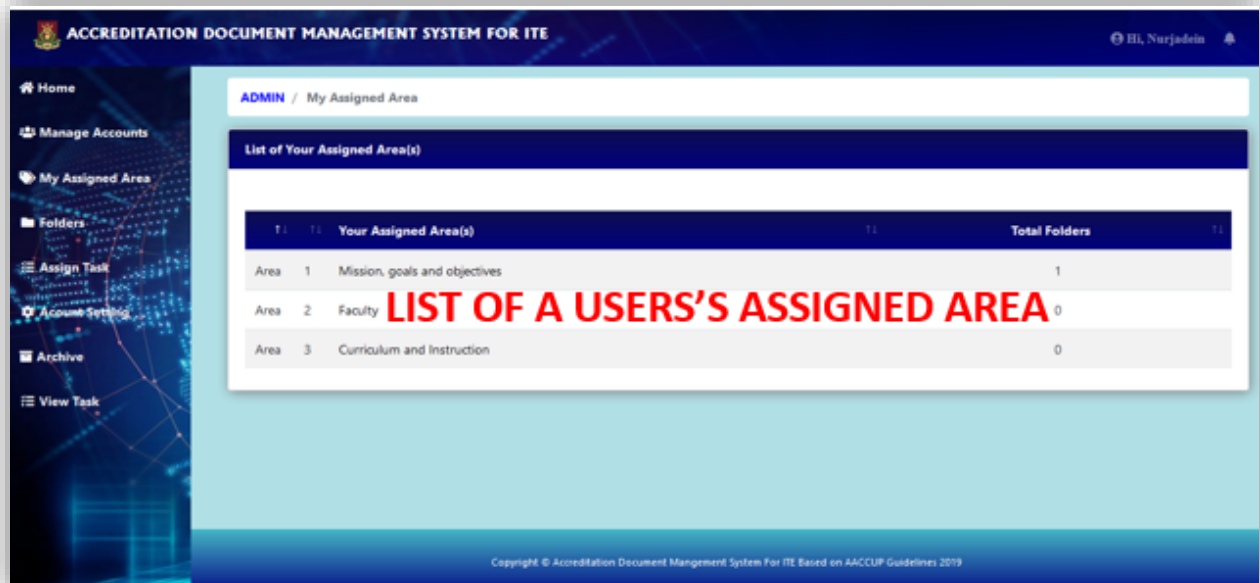 ACCREDITATION DOCUMENT MANAGEMENT SYSTEM FOR ITE
Hi, Nurjadein
Home
Manage Accounts
My Assigned Area
Folders
Assign Task
Acount Setting
Archive
View Task
ADMIN / My Assigned Area
List of Your Assigned Area(s)
Your Assigned Area(s) Total Folders
Area 1 Mission, goals and objectives 1
Area 2 Faculty 0
LIST OF A USERS'S ASSIGNED AREA
Area 3 Curriculum and Instruction 0
Copyright © Accreditation Document Mangement System For ITE Based on AACCUP Guidelines 2019